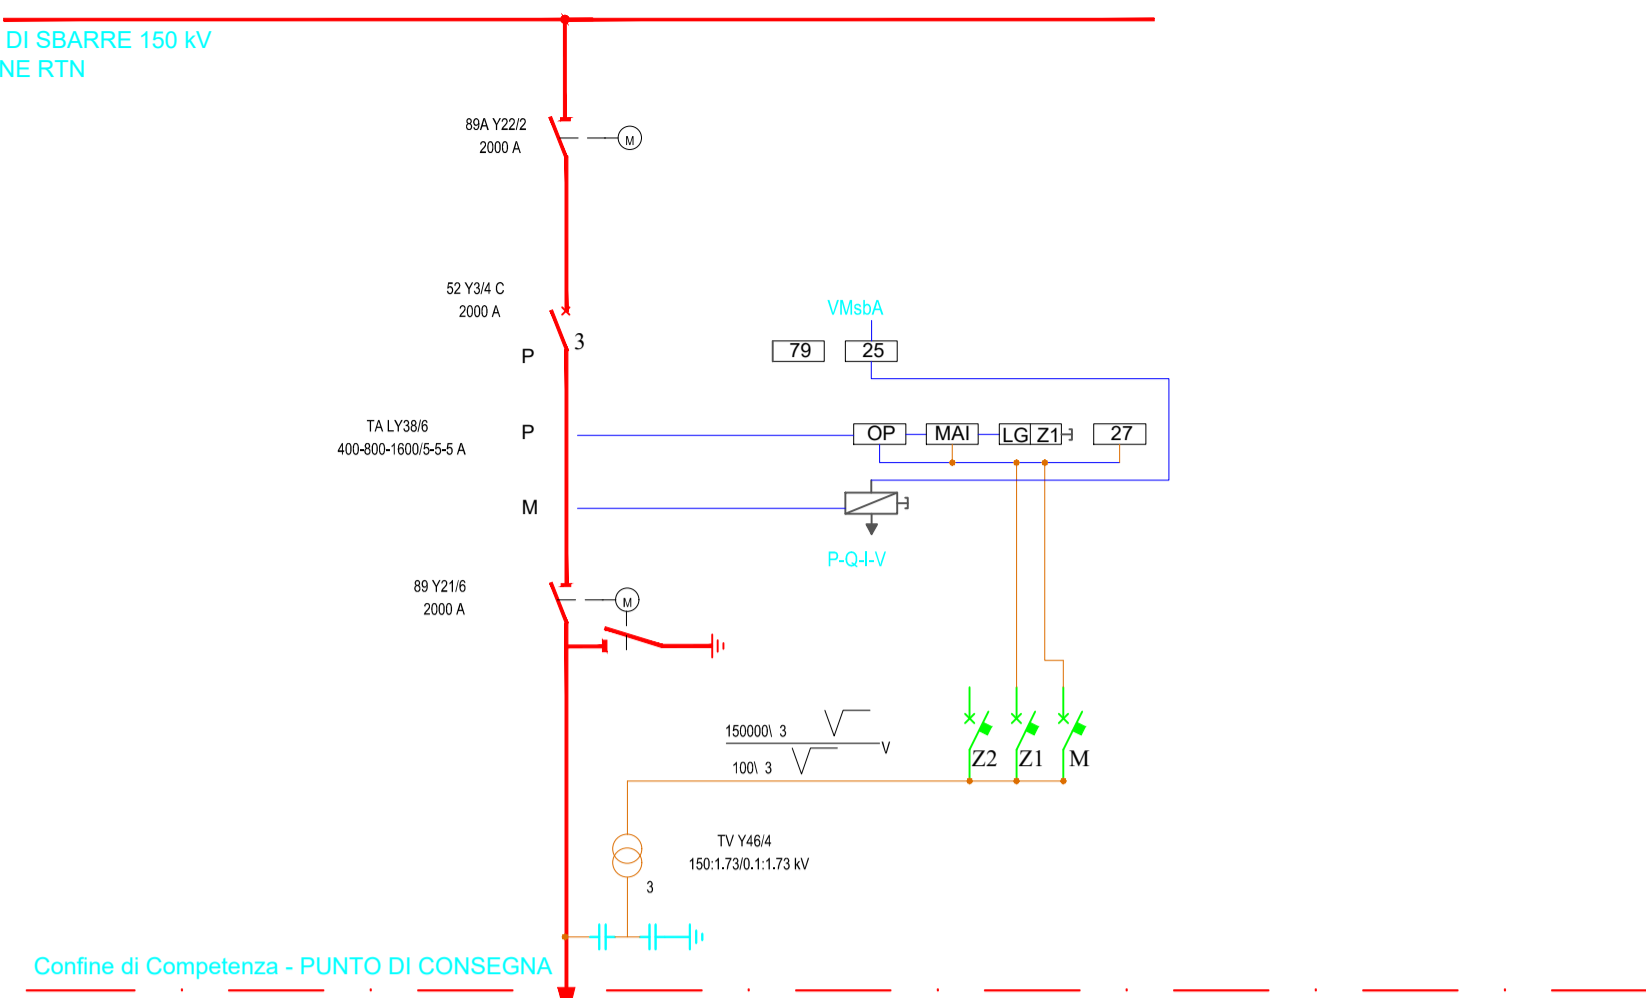 DI SBARRE 150 kV
NE RTN
89A Y22/2
2000 A
M
52 Y3/4 C
2000 A
3
P
VMsbA
79
25
TA LY38/6
400-800-1600/5-5-5 A
P
OP
MAI
LG
Z1
27
M
P-Q-I-V
89 Y21/6
2000 A
M
150000\ 3 √
100\ 3 √
V
Z2
Z1
M
TV Y46/4
150:1.73/0.1:1.73 kV
3
Confine di Competenza - PUNTO DI CONSEGNA